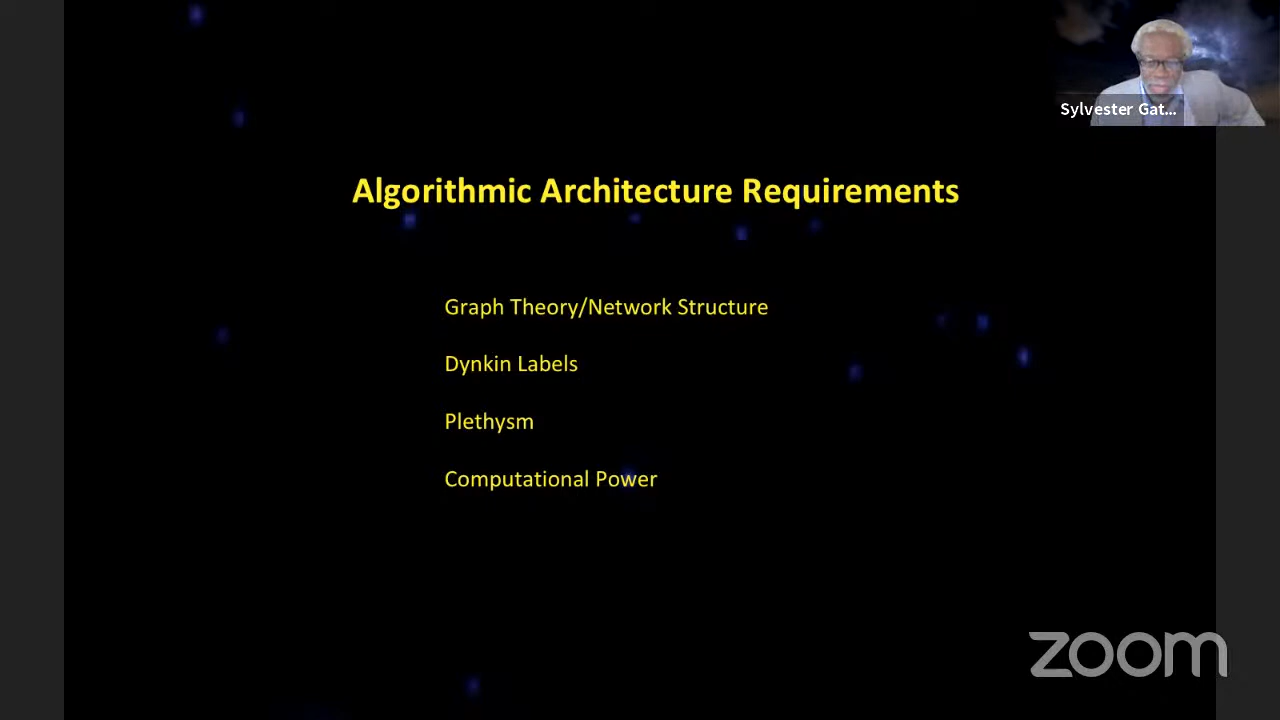 Sylvester Gat...
Algorithmic Architecture Requirements
Graph Theory/Network Structure
Dynkin Labels
Plethysm
Computational Power
zoom